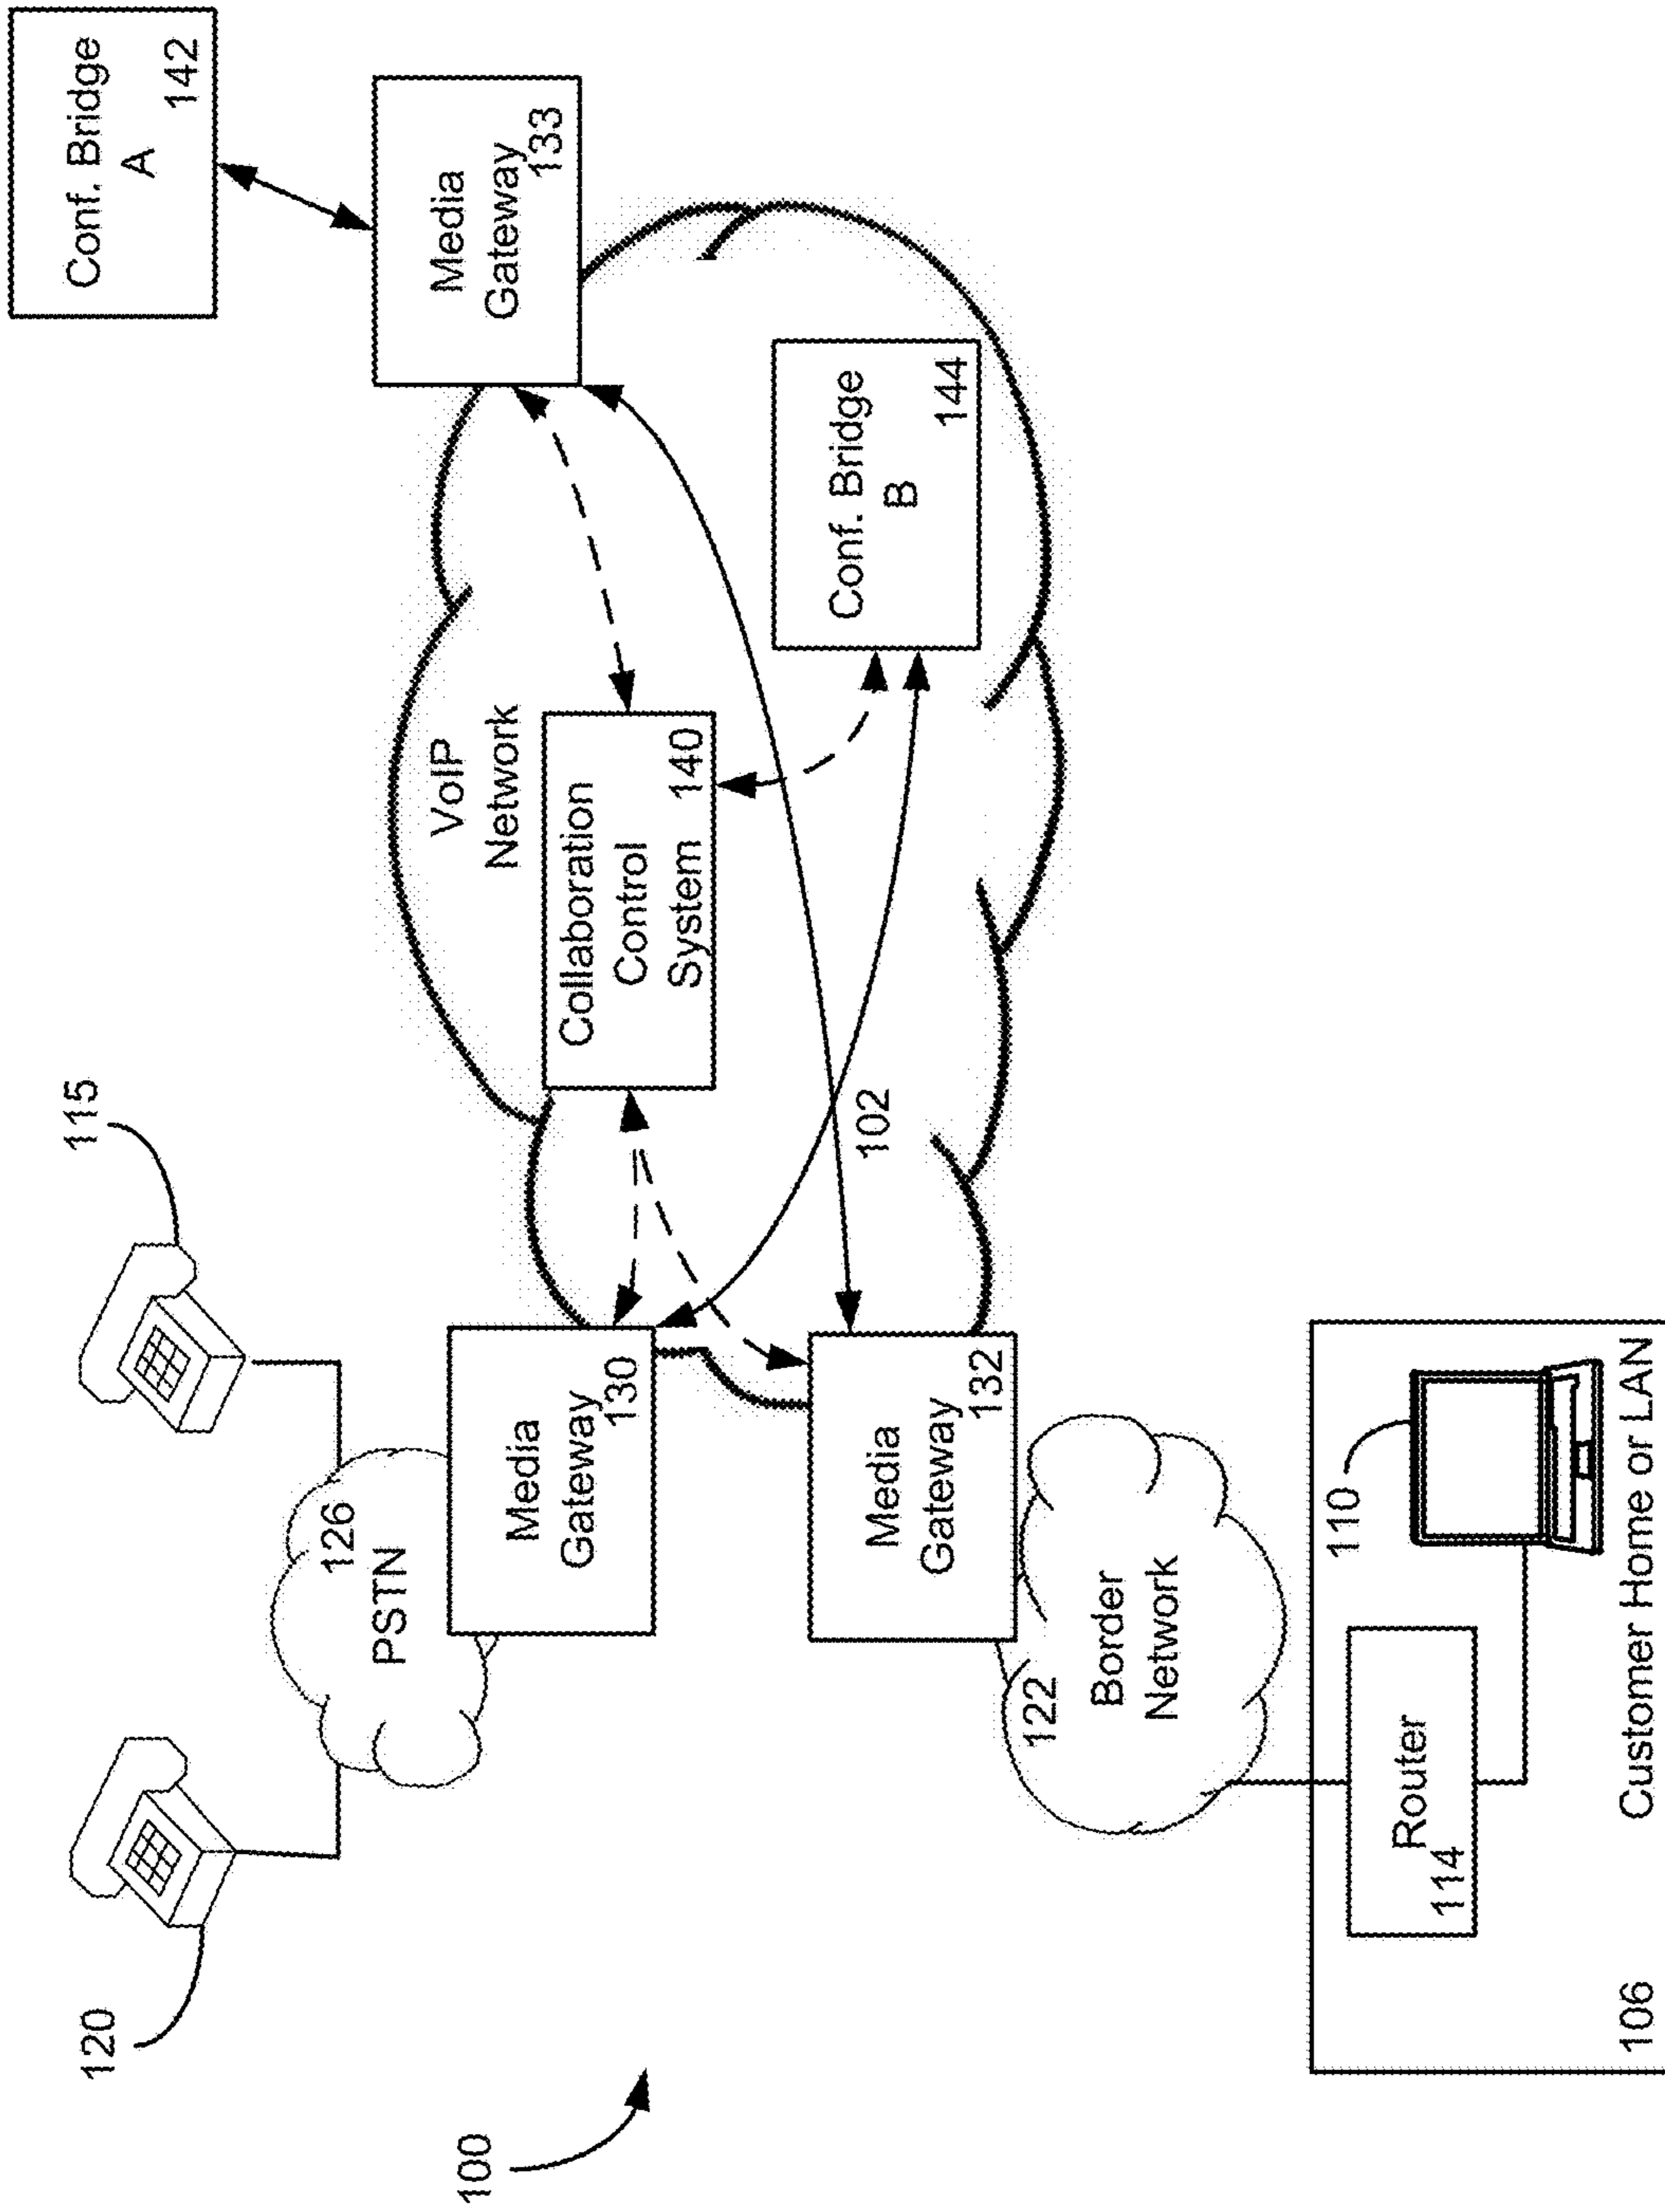 100
120
115
126
PSTN
Media
Gateway
130
Media
Gateway
132
122
Border
Network
Router
114
110
106
Customer Home or LAN
VoIP
Network
Collaboration
Control
System
140
102
Conf. Bridge
B
144
Media
Gateway
133
Conf. Bridge
A
142